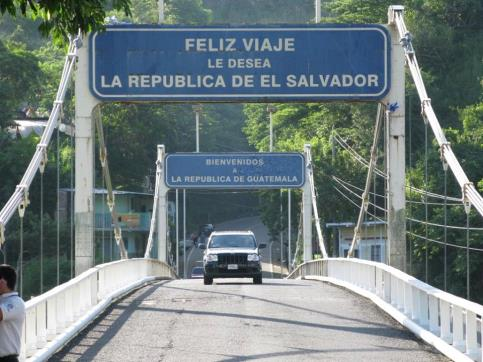 FELIZ VIAJE
LE DESEA
LA REPUBLICA DE EL SALVADOR
BIENVENIDOS
A
LA REPUBLICA DE GUATEMALA